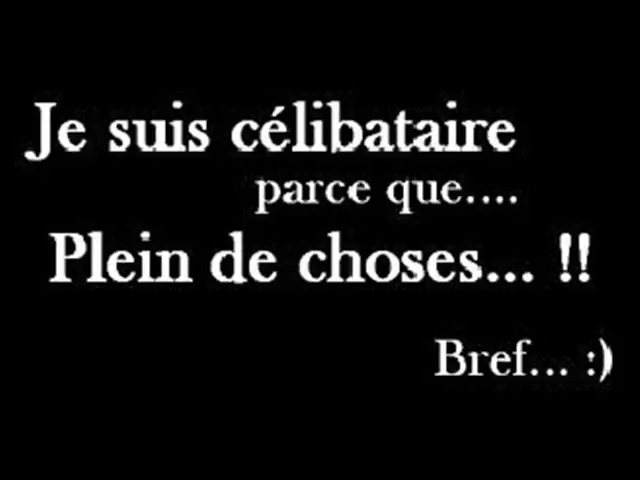 Je suis célibataire
parce que....
Plein de choses... !!
Bref... :)